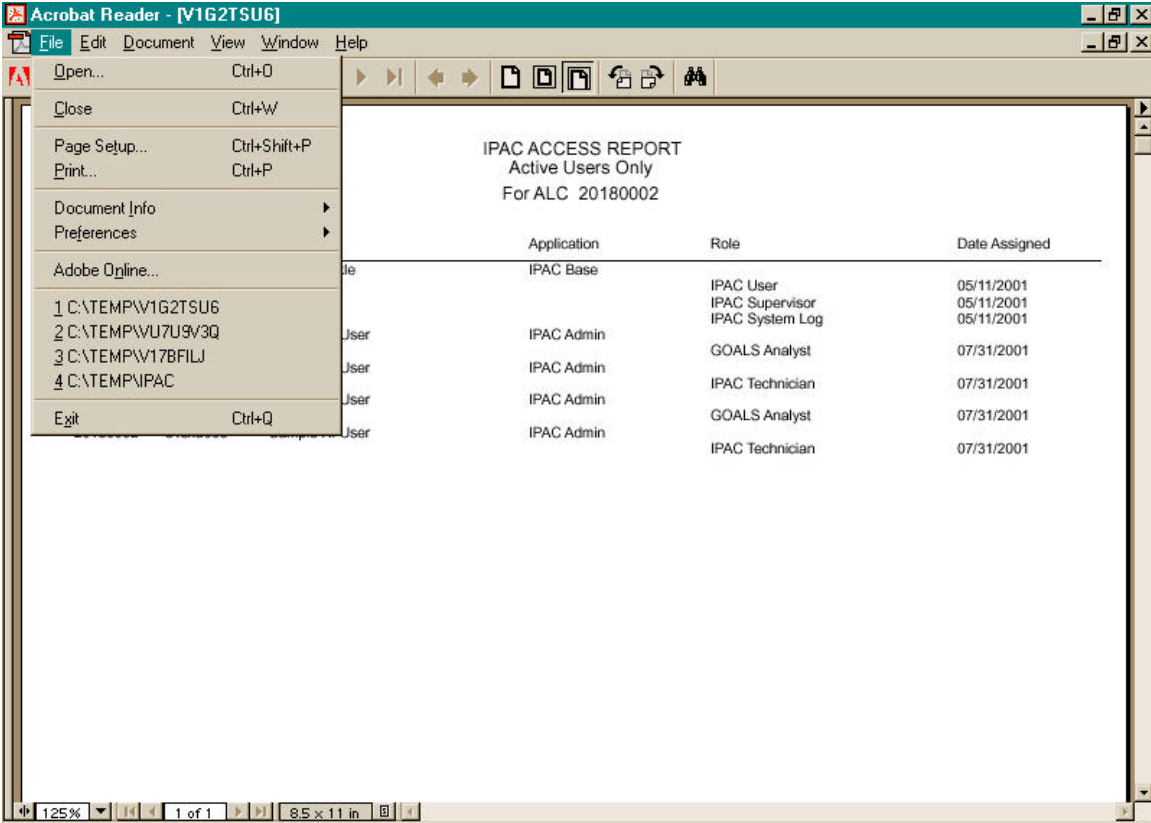 Acrobat Reader - [V1G2TSU6]
File Edit Document View Window Help
Open... Ctrl+O
Close Ctrl+W
Page Setup... Ctrl+Shift+P
Print... Ctrl+P
Document Info
Preferences
Adobe Online...
1 C:\TEMP\V1G2TSU6
2 C:\TEMP\VU7U9V3Q
3 C:\TEMP\V17BFILJ
4 C:\TEMP\IPAC
Exit Ctrl+Q
IPAC ACCESS REPORT
Active Users Only
For ALC 20180002
Application Role Date Assigned
IPAC Base
IPAC User 05/11/2001
IPAC Supervisor 05/11/2001
IPAC System Log 05/11/2001
User IPAC Admin
GOALS Analyst 07/31/2001
User IPAC Admin
IPAC Technician 07/31/2001
User IPAC Admin
GOALS Analyst 07/31/2001
User IPAC Admin
IPAC Technician 07/31/2001
125% 1 of 1 8.5 x 11 in